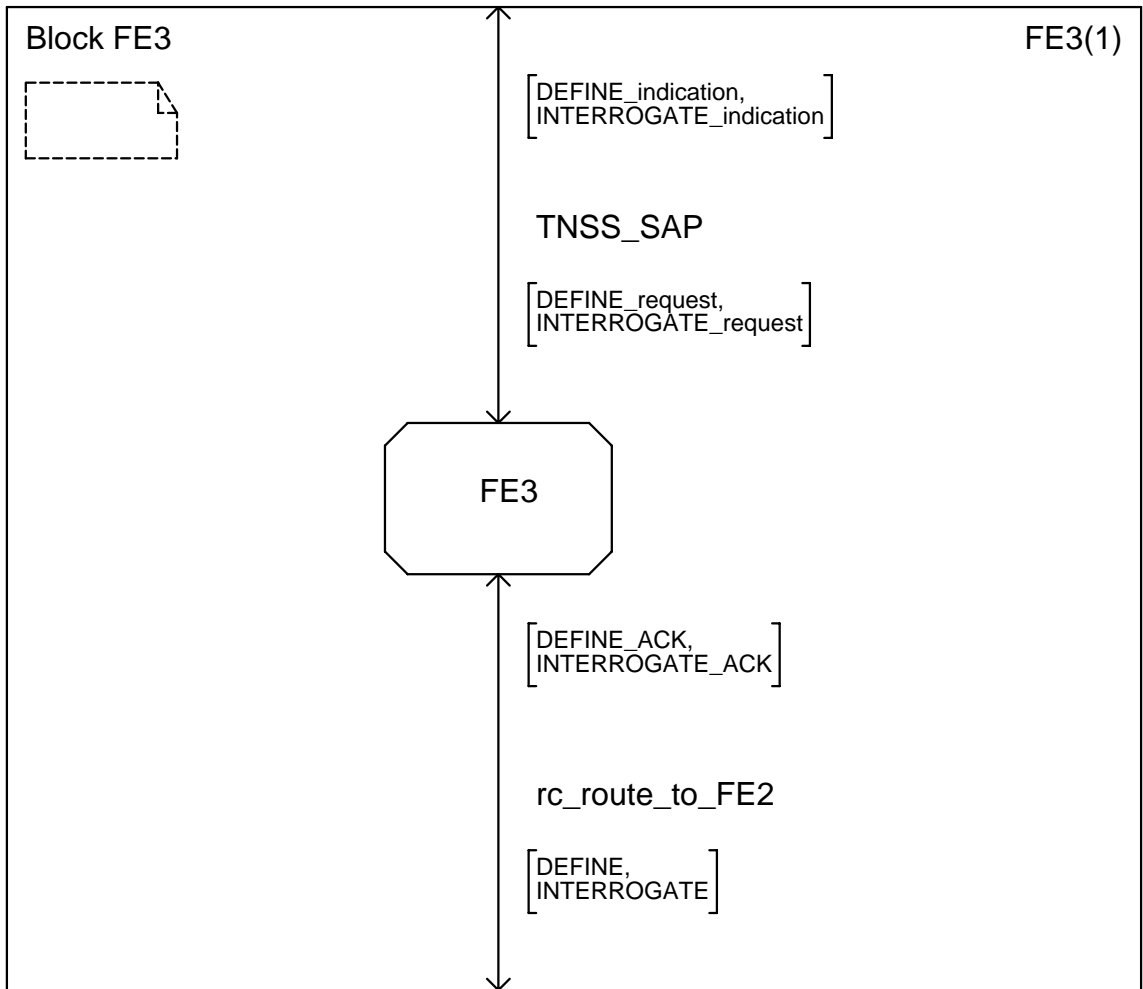 Block FE3
FE3(1)
DEFINE_indication,
INTERROGATE_indication
TNSS_SAP
DEFINE_request,
INTERROGATE_request
FE3
DEFINE_ACK,
INTERROGATE_ACK
rc_route_to_FE2
DEFINE,
INTERROGATE